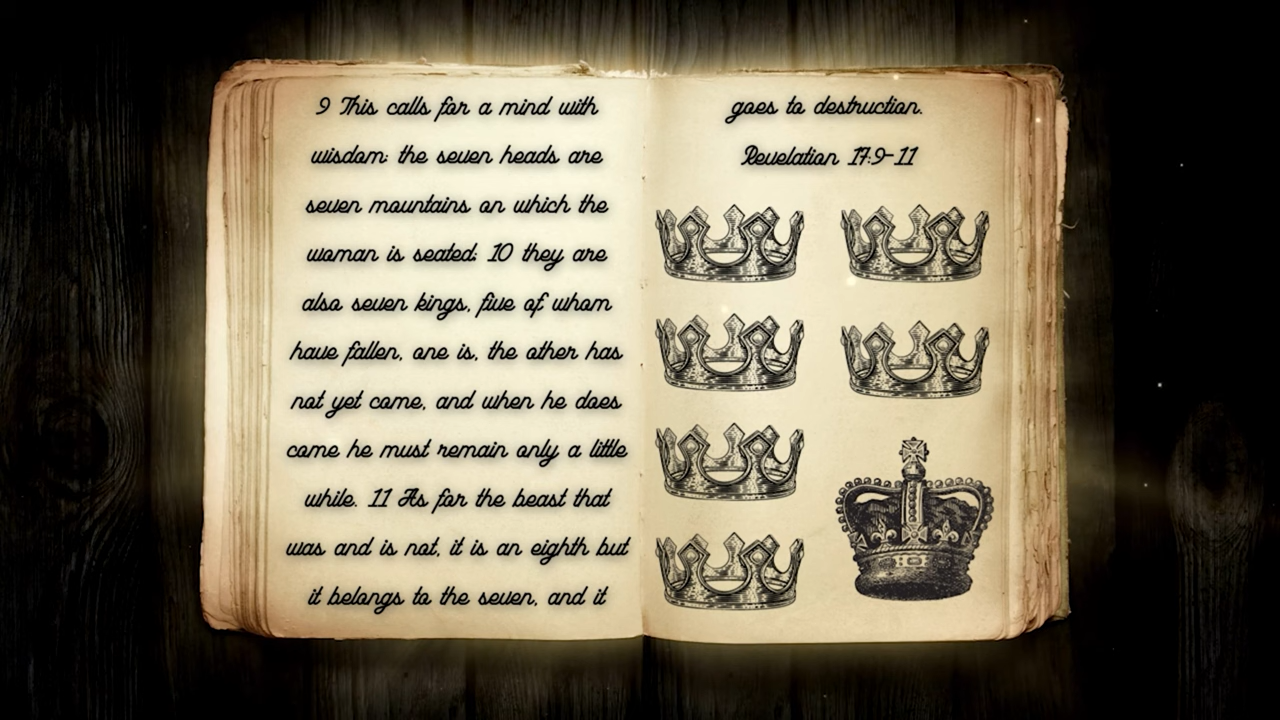 9 This calls for a mind with
wisdom: the seven heads are
seven mountains on which the
woman is seated; 10 they are
also seven kings, five of whom
have fallen, one is, the other has
not yet come, and when he does
come he must remain only a little
while. 11 As for the beast that
was and is not, it is an eighth but
it belongs to the seven, and it
goes to destruction.
Revelation 17:9-11